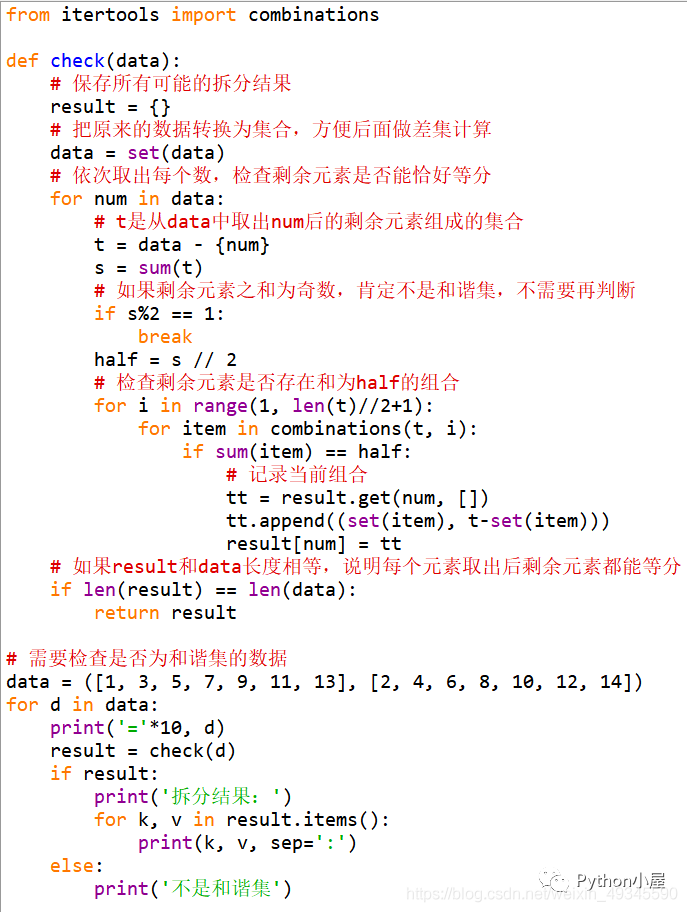 from itertools import combinations

def check(data):
    # 保存所有可能的拆分结果
    result = {}
    # 把原来的数据转换为集合，方便后面做差集计算
    data = set(data)
    # 依次取出每个数，检查剩余元素是否能恰好等分
    for num in data:
        # t是从data中取出num后的剩余元素组成的集合
        t = data - {num}
        s = sum(t)
        # 如果剩余元素之和为奇数，肯定不是和谐集，不需要再判断
        if s%2 == 1:
            break
        half = s // 2
        # 检查剩余元素是否存在和为half的组合
        for i in range(1, len(t)//2+1):
            for item in combinations(t, i):
                if sum(item) == half:
                    # 记录当前组合
                    tt = result.get(num, [])
                    tt.append((set(item), t-set(item)))
                    result[num] = tt
    # 如果result和data长度相等，说明每个元素取出后剩余元素都能等分
    if len(result) == len(data):
        return result

# 需要检查是否为和谐集的数据
data = ([1, 3, 5, 7, 9, 11, 13], [2, 4, 6, 8, 10, 12, 14])
for d in data:
    print('='*10, d)
    result = check(d)
    if result:
        print('拆分结果：')
        for k, v in result.items():
            print(k, v, sep=':')
    else:
        print('不是和谐集')
Python小屋
https://blog.csdn.net/weixin_49345590